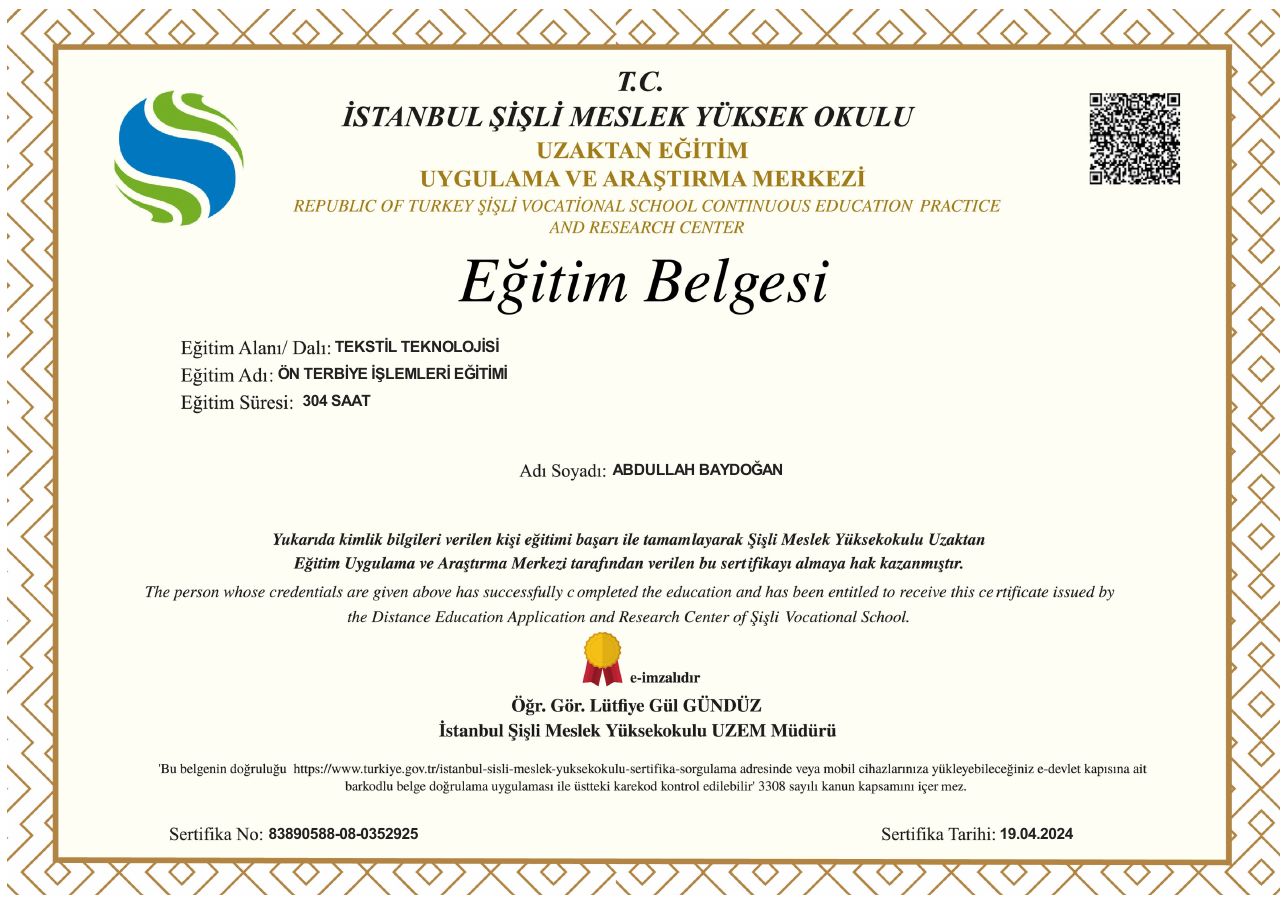 T.C.
İSTANBUL ŞİŞLİ MESLEK YÜKSEK OKULU
UZAKTAN EĞİTİM
UYGULAMA VE ARAŞTIRMA MERKEZİ
REPUBLIC OF TURKEY ŞİŞLİ VOCATİONAL SCHOOL CONTINUOUS EDUCATION PRACTICE
AND RESEARCH CENTER
Eğitim Belgesi
Eğitim Alanı/ Dalı: TEKSTİL TEKNOLOJİSİ
Eğitim Adı: ÖN TERBİYE İŞLEMLERİ EĞİTİMİ
Eğitim Süresi: 304 SAAT
Adı Soyadı: ABDULLAH BAYDOĞAN
Yukarıda kimlik bilgileri verilen kişi eğitimi başarı ile tamamlayarak Şişli Meslek Yüksekokulu Uzaktan
Eğitim Uygulama ve Araştırma Merkezi tarafından verilen bu sertifikayı almaya hak kazanmıştır.
The person whose credentials are given above has successfully completed the education and has been entitled to receive this certificate issued by
the Distance Education Application and Research Center of Şişli Vocational School.
e-imzalıdır
Öğr. Gör. Lütfiye Gül GÜNDÜZ
İstanbul Şişli Meslek Yüksekokulu UZEM Müdürü
'Bu belgenin doğruluğu https://www.turkiye.gov.tr/istanbul-sisli-meslek-yuksekokulu-sertifika-sorgulama adresinde veya mobil cihazlarınıza yükleyebileceğiniz e-devlet kapısına ait
barkodlu belge doğrulama uygulaması ile üstteki karekod kontrol edilebilir' 3308 sayılı kanun kapsamını içermez.
Sertifika No: 83890588-08-0352925
Sertifika Tarihi: 19.04.2024